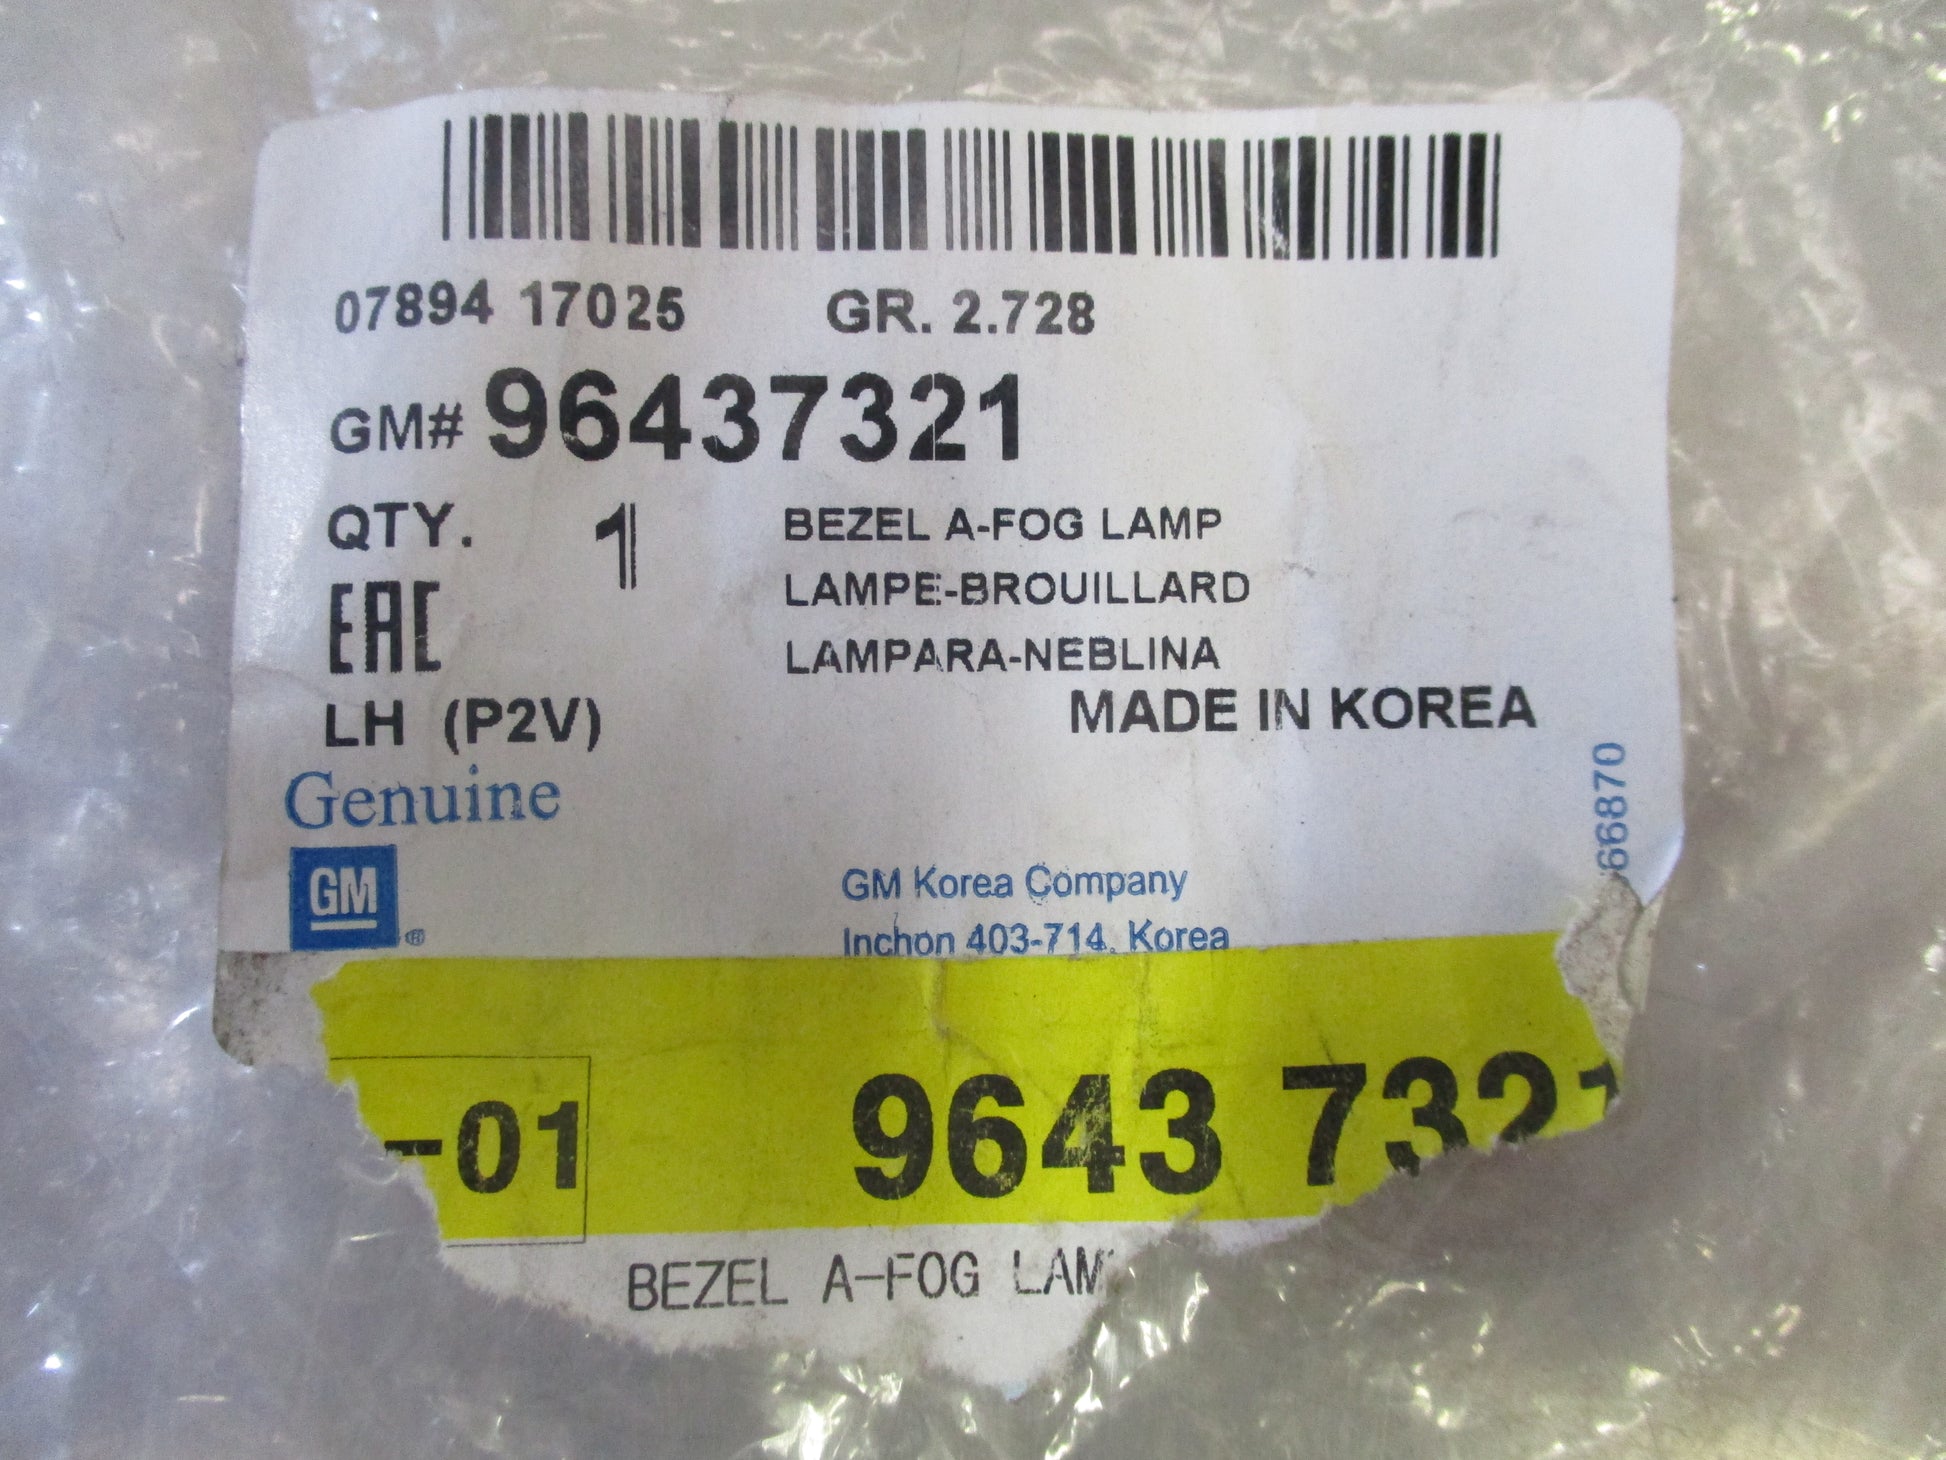 07894 17025 GR. 2.728
GM# 96437321
QTY. 1 BEZEL A-FOG LAMP
LAMPE-BROUILLARD
EAC
LAMPARA-NEBLINA
LH (P2V) MADE IN KOREA
Genuine
66870
GM ®
GM Korea Company
Inchon 403-714, Korea
-01 9643 7321
BEZEL A-FOG LAM